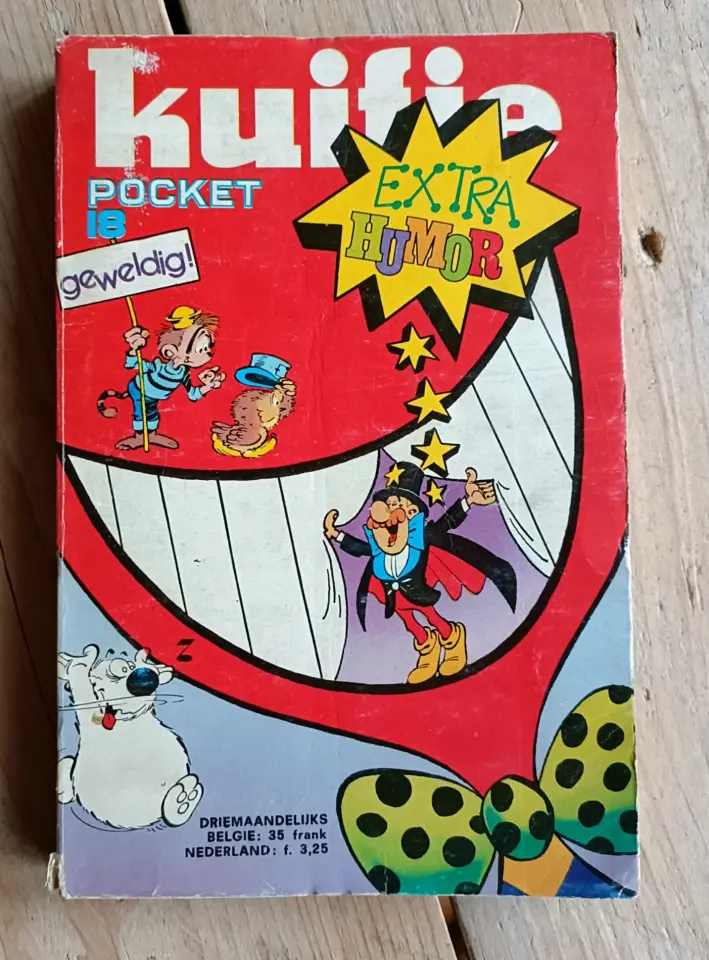 kuifje
POCKET
18
EXTRA
HUMOR
geweldig!
Z
DRIEMAANDELIJKS
BELGIE: 35 frank
NEDERLAND: f. 3,25